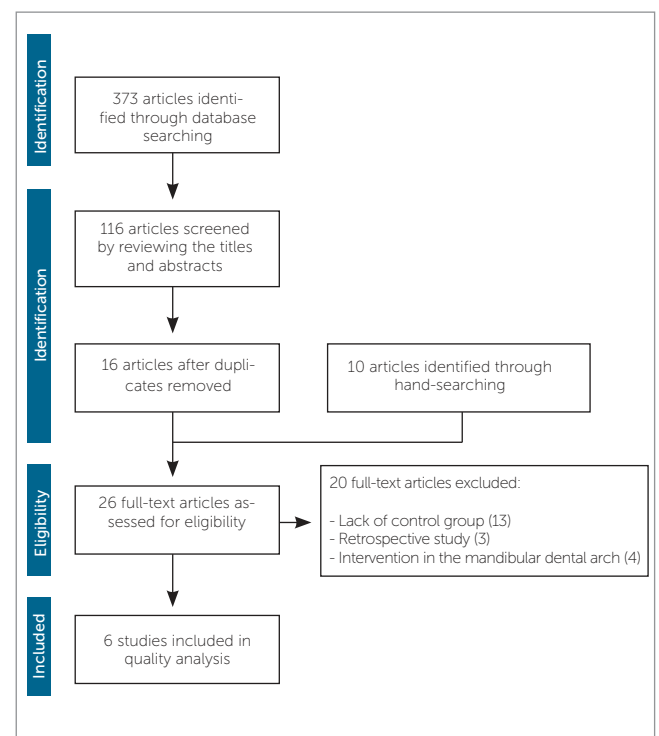 Identification
373 articles identi-
fied through database
searching
Identification
116 articles screened
by reviewing the titles
and abstracts
16 articles after dupli-
cates removed
10 articles identified through
hand-searching
Eligibility
26 full-text articles as-
sessed for eligibility
20 full-text articles excluded:
- Lack of control group (13)
- Retrospective study (3)
- Intervention in the mandibular dental arch (4)
Included
6 studies included in
quality analysis